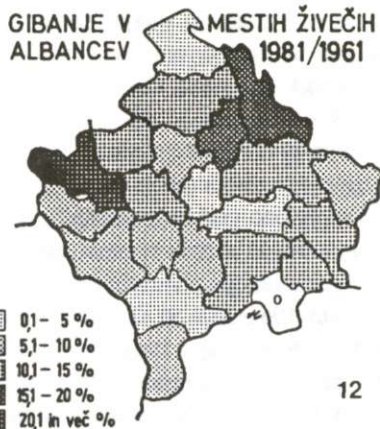 GIBANJE V MESTIH ŽIVEČIH
ALBANCEV 1981/1961
0
0,1 – 5 %
5,1 – 10 %
10,1 – 15 %
15,1 – 20 %
20,1 in več %
12